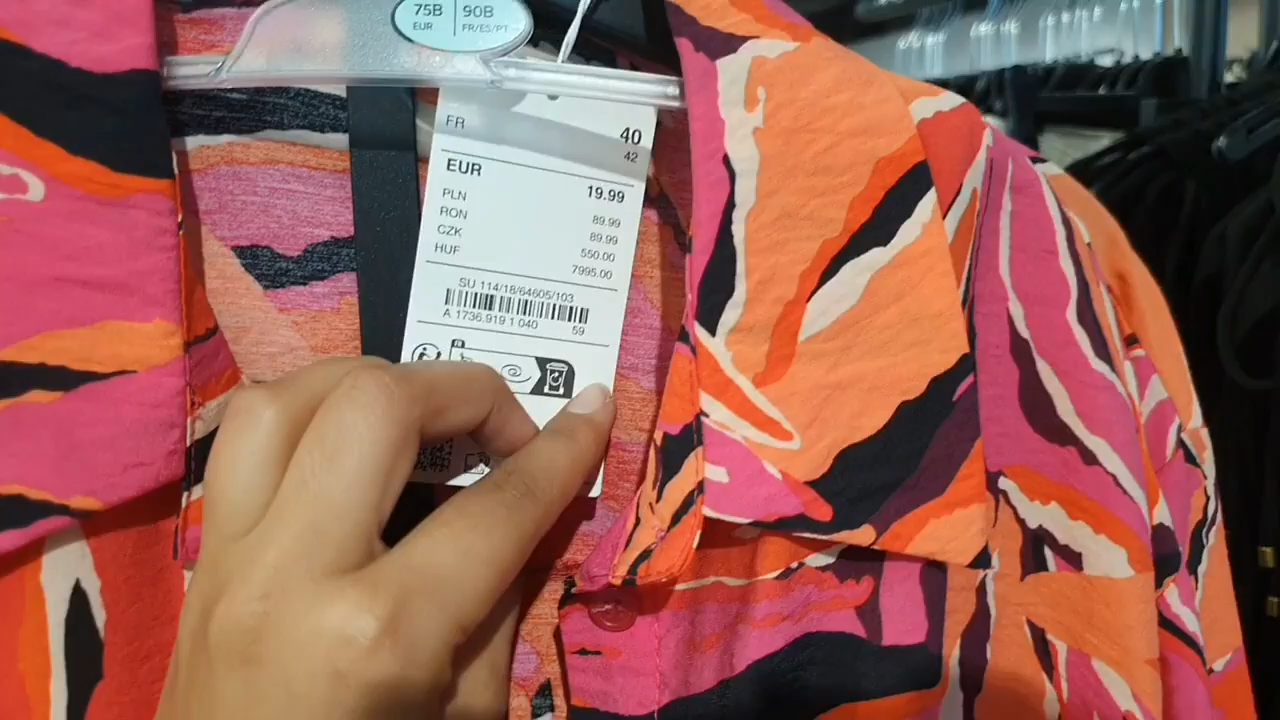 75B 90B
EUR FR/ES/PT
FR 40
42
EUR 19.99
PLN 89.99
RON 89.99
CZK 550.00
HUF 7995.00
SU 114/18/64605/103
A 1736.919 1 040 59